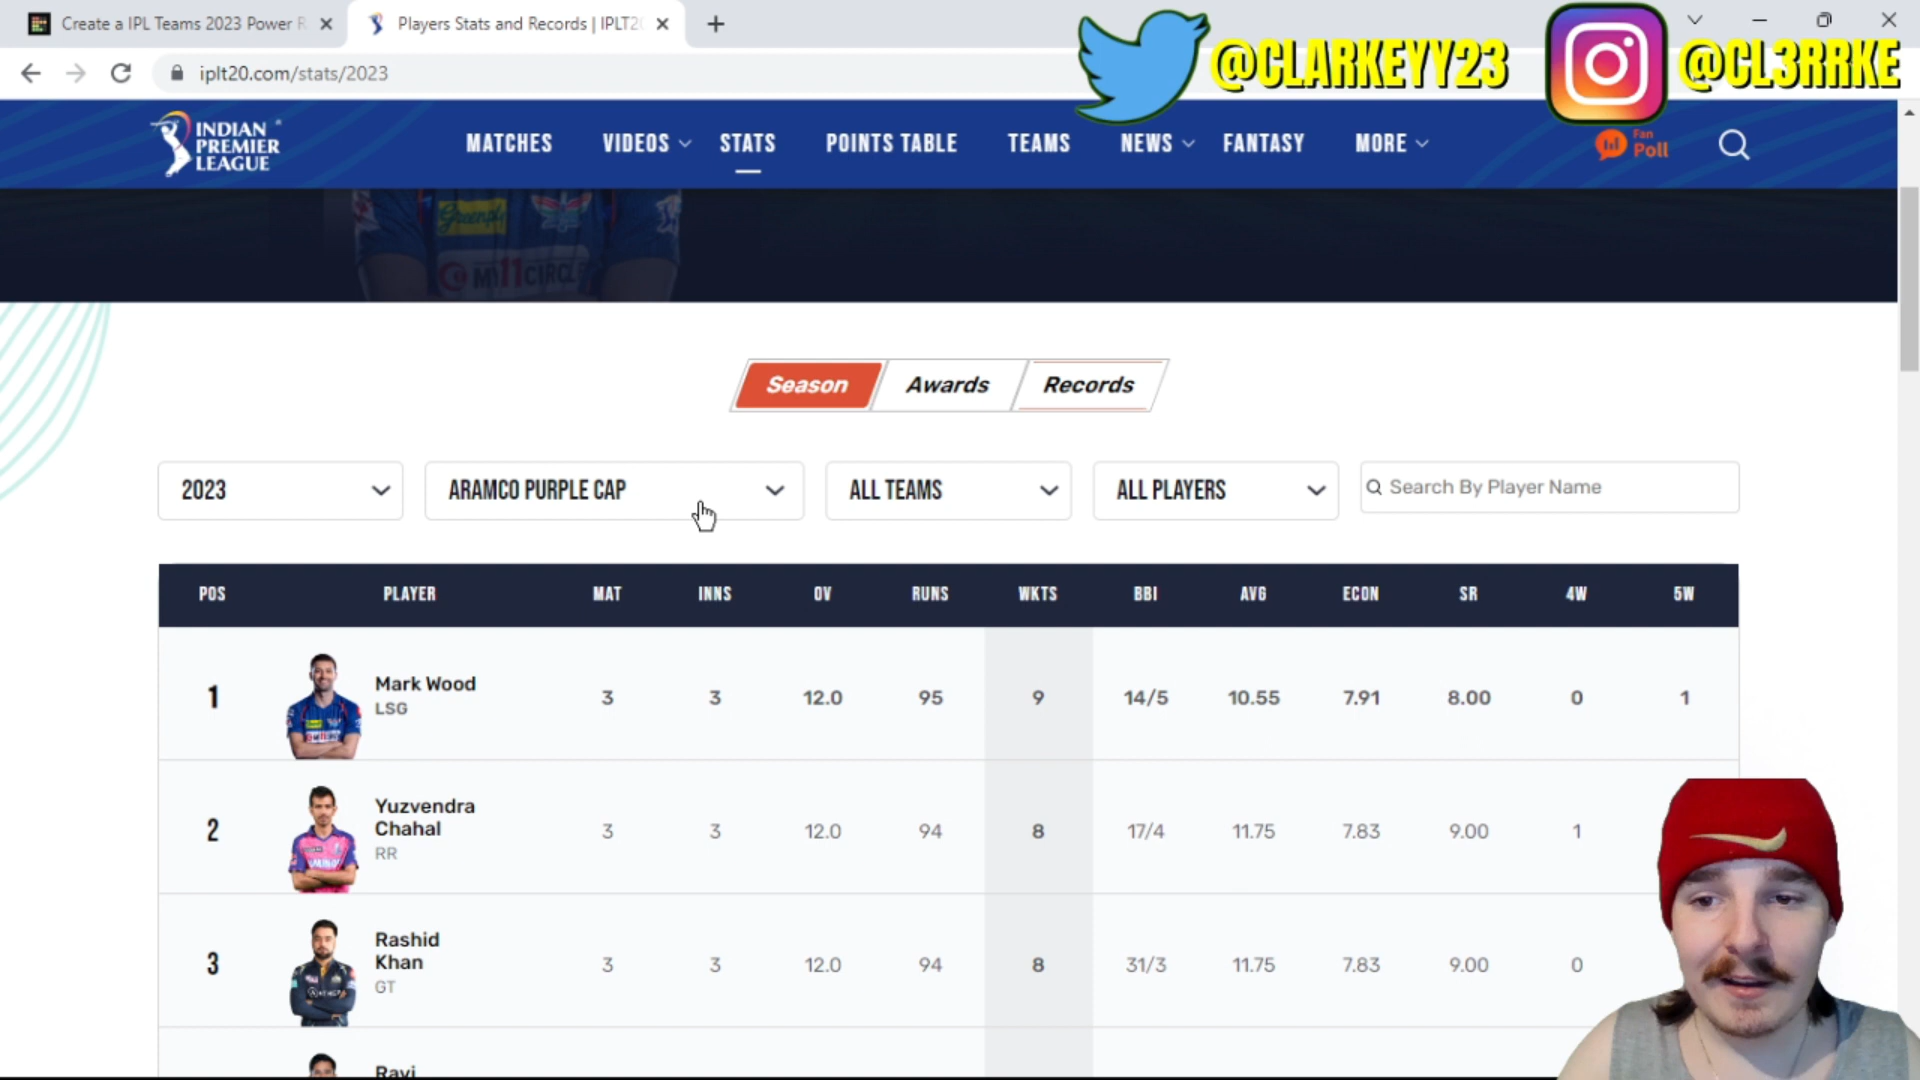 Create a IPL Teams 2023 Power R
Players Stats and Records | IPLT20
iplt20.com/stats/2023
@CLARKEYY23
@CL3RRKE
INDIAN
PREMIER
LEAGUE
MATCHES
VIDEOS
STATS
POINTS TABLE
TEAMS
NEWS
FANTASY
MORE
Fan
Poll
Greenply
MY11CIRCLE
Season
Awards
Records
2023
ARAMCO PURPLE CAP
ALL TEAMS
ALL PLAYERS
Search By Player Name
POS PLAYER MAT INNS OV RUNS WKTS BBI AVG ECON SR 4W 5W
1 Mark Wood 3 3 12.0 95 9 14/5 10.55 7.91 8.00 0 1
LSG
2 Yuzvendra Chahal 3 3 12.0 94 8 17/4 11.75 7.83 9.00 1
RR
3 Rashid Khan 3 3 12.0 94 8 31/3 11.75 7.83 9.00 0
GT
Ravi